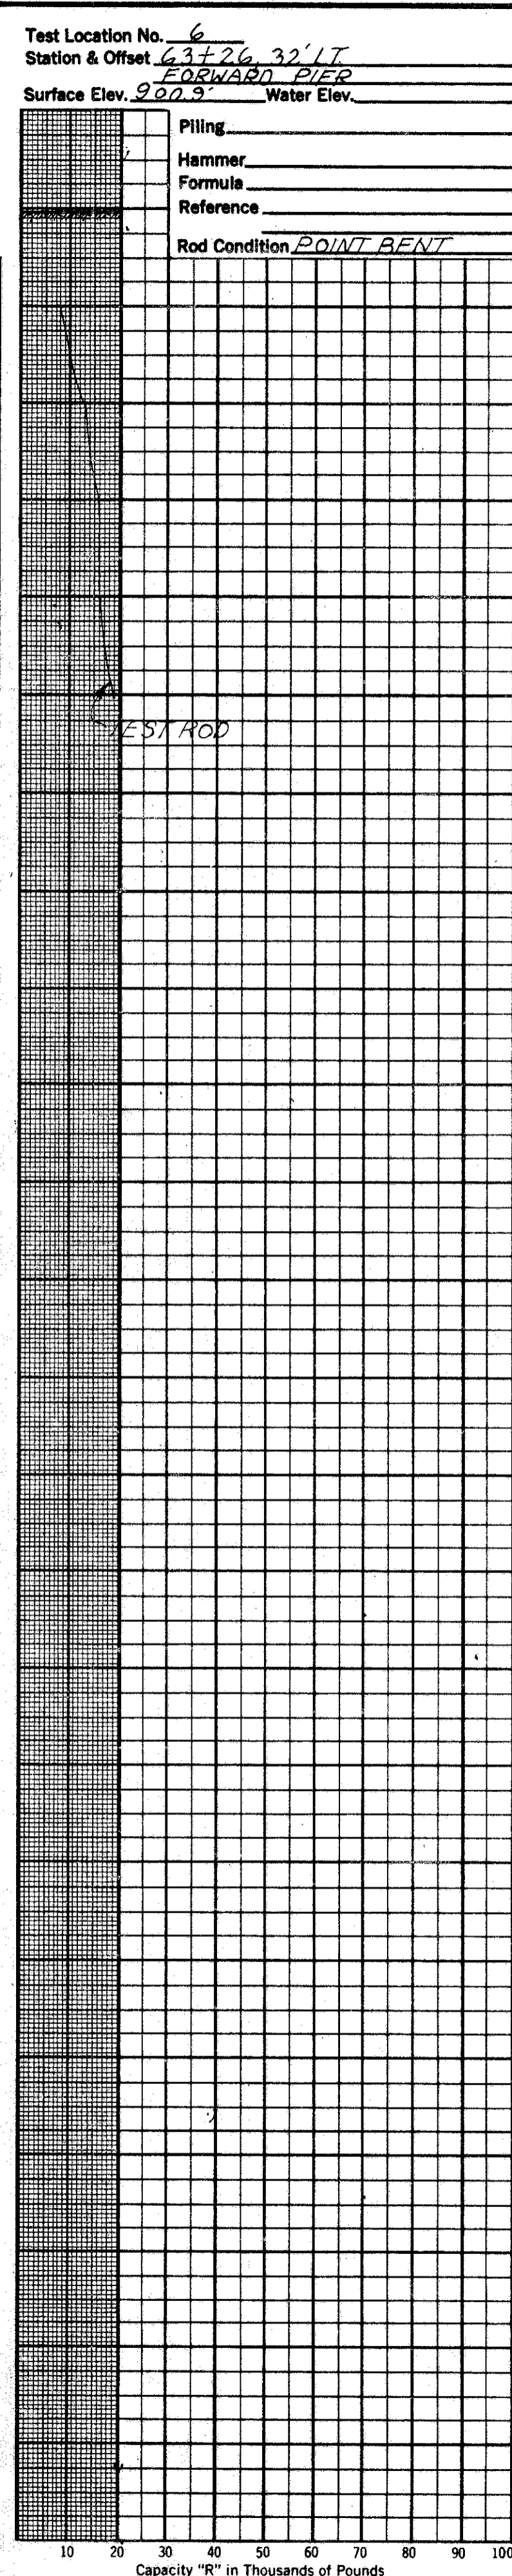 Test Location No. 6
Station & Offset 63+26, 32' LT.
FORWARD PIER
Surface Elev. 900.9' Water Elev.
Piling
Hammer
Formula
Reference
Rod Condition POINT BENT
TEST ROD
10 20 30 40 50 60 70 80 90 100
Capacity "R" in Thousands of Pounds